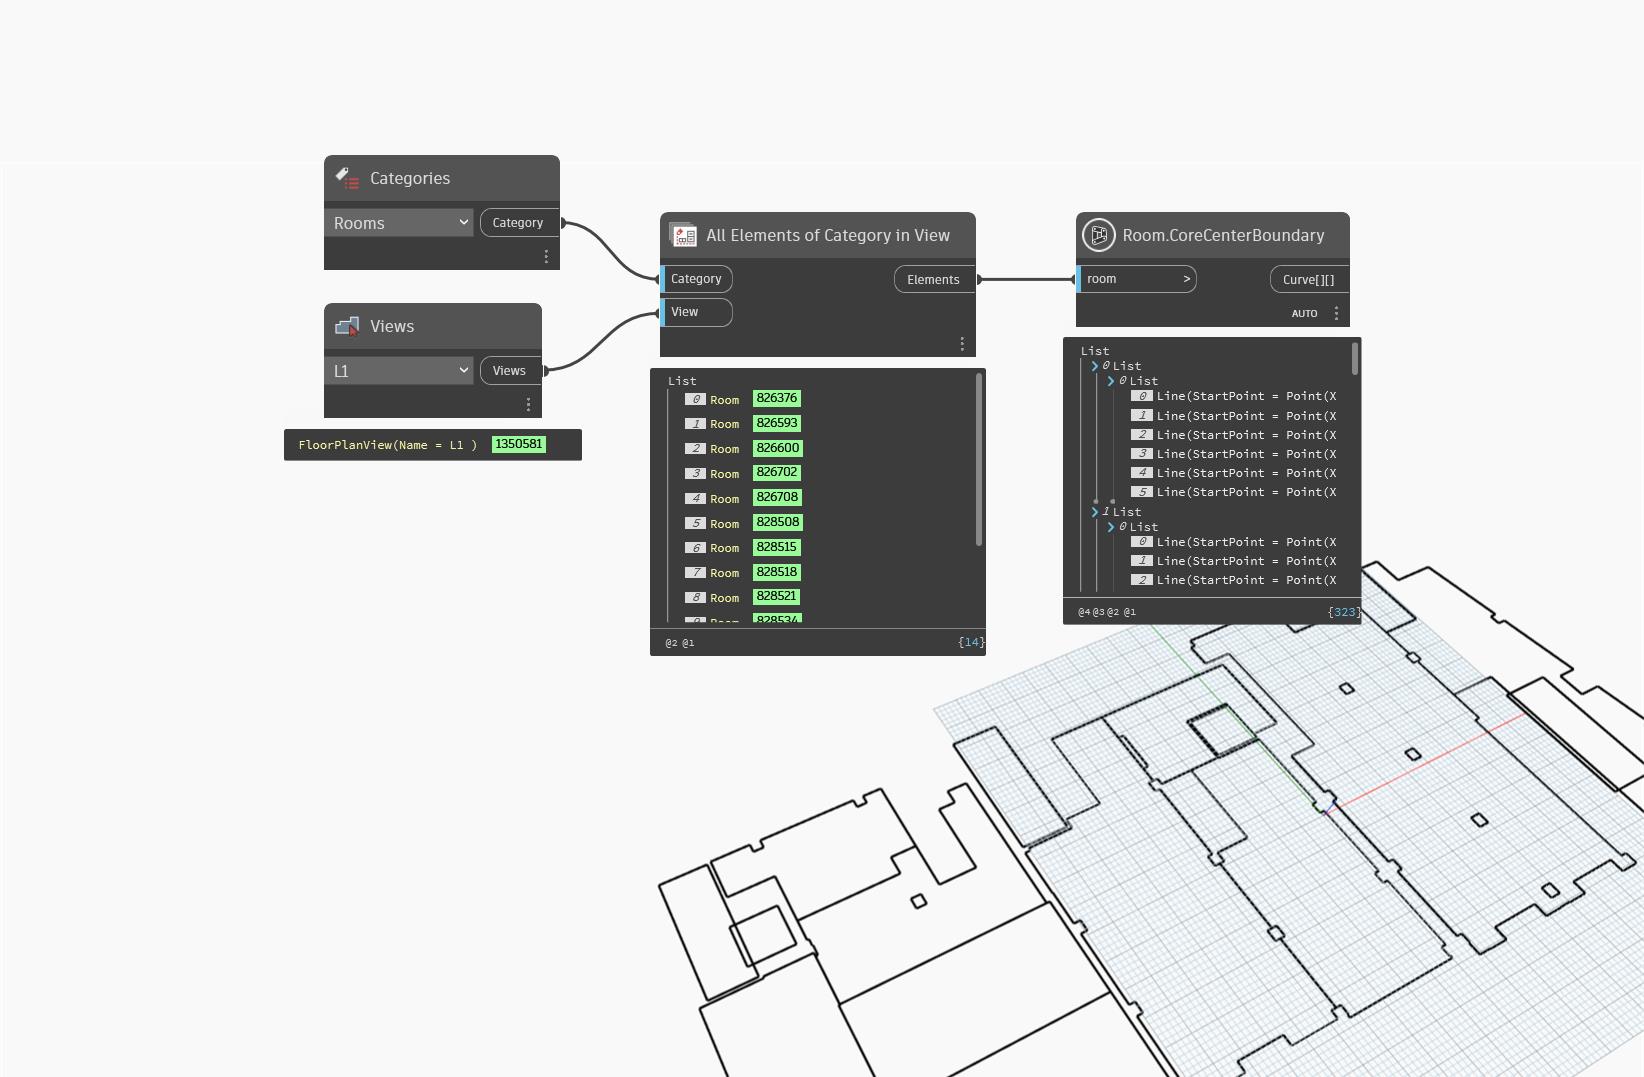 Categories
Rooms
Category
Views
L1
Views
FloorPlanView(Name = L1 ) 1350581
All Elements of Category in View
Category
Elements
View
List
0 Room 826376
1 Room 826593
2 Room 826600
3 Room 826702
4 Room 826708
5 Room 828508
6 Room 828515
7 Room 828518
8 Room 828521
9 Room 828534
@2 @1
{14}
Room.CoreCenterBoundary
room >
Curve[][]
AUTO
List
0 List
0 List
0 Line(StartPoint = Point(X
1 Line(StartPoint = Point(X
2 Line(StartPoint = Point(X
3 Line(StartPoint = Point(X
4 Line(StartPoint = Point(X
5 Line(StartPoint = Point(X
1 List
0 List
0 Line(StartPoint = Point(X
1 Line(StartPoint = Point(X
2 Line(StartPoint = Point(X
@4 @3 @2 @1
{323}